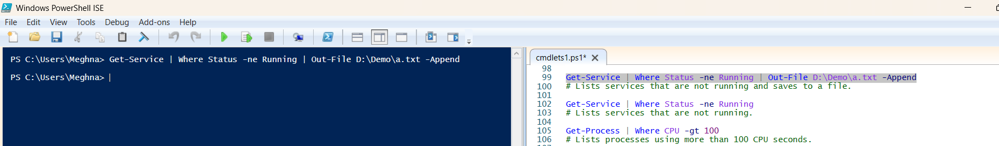 Windows PowerShell ISE
File Edit View Tools Debug Add-ons Help
PS C:\Users\Meghna> Get-Service | Where Status -ne Running | Out-File D:\Demo\a.txt -Append
PS C:\Users\Meghna>
cmdlets1.ps1*
98
99 Get-Service | Where Status -ne Running | Out-File D:\Demo\a.txt -Append
100 # Lists services that are not running and saves to a file.
101
102 Get-Service | Where Status -ne Running
103 # Lists services that are not running.
104
105 Get-Process | Where CPU -gt 100
106 # Lists processes using more than 100 CPU seconds.